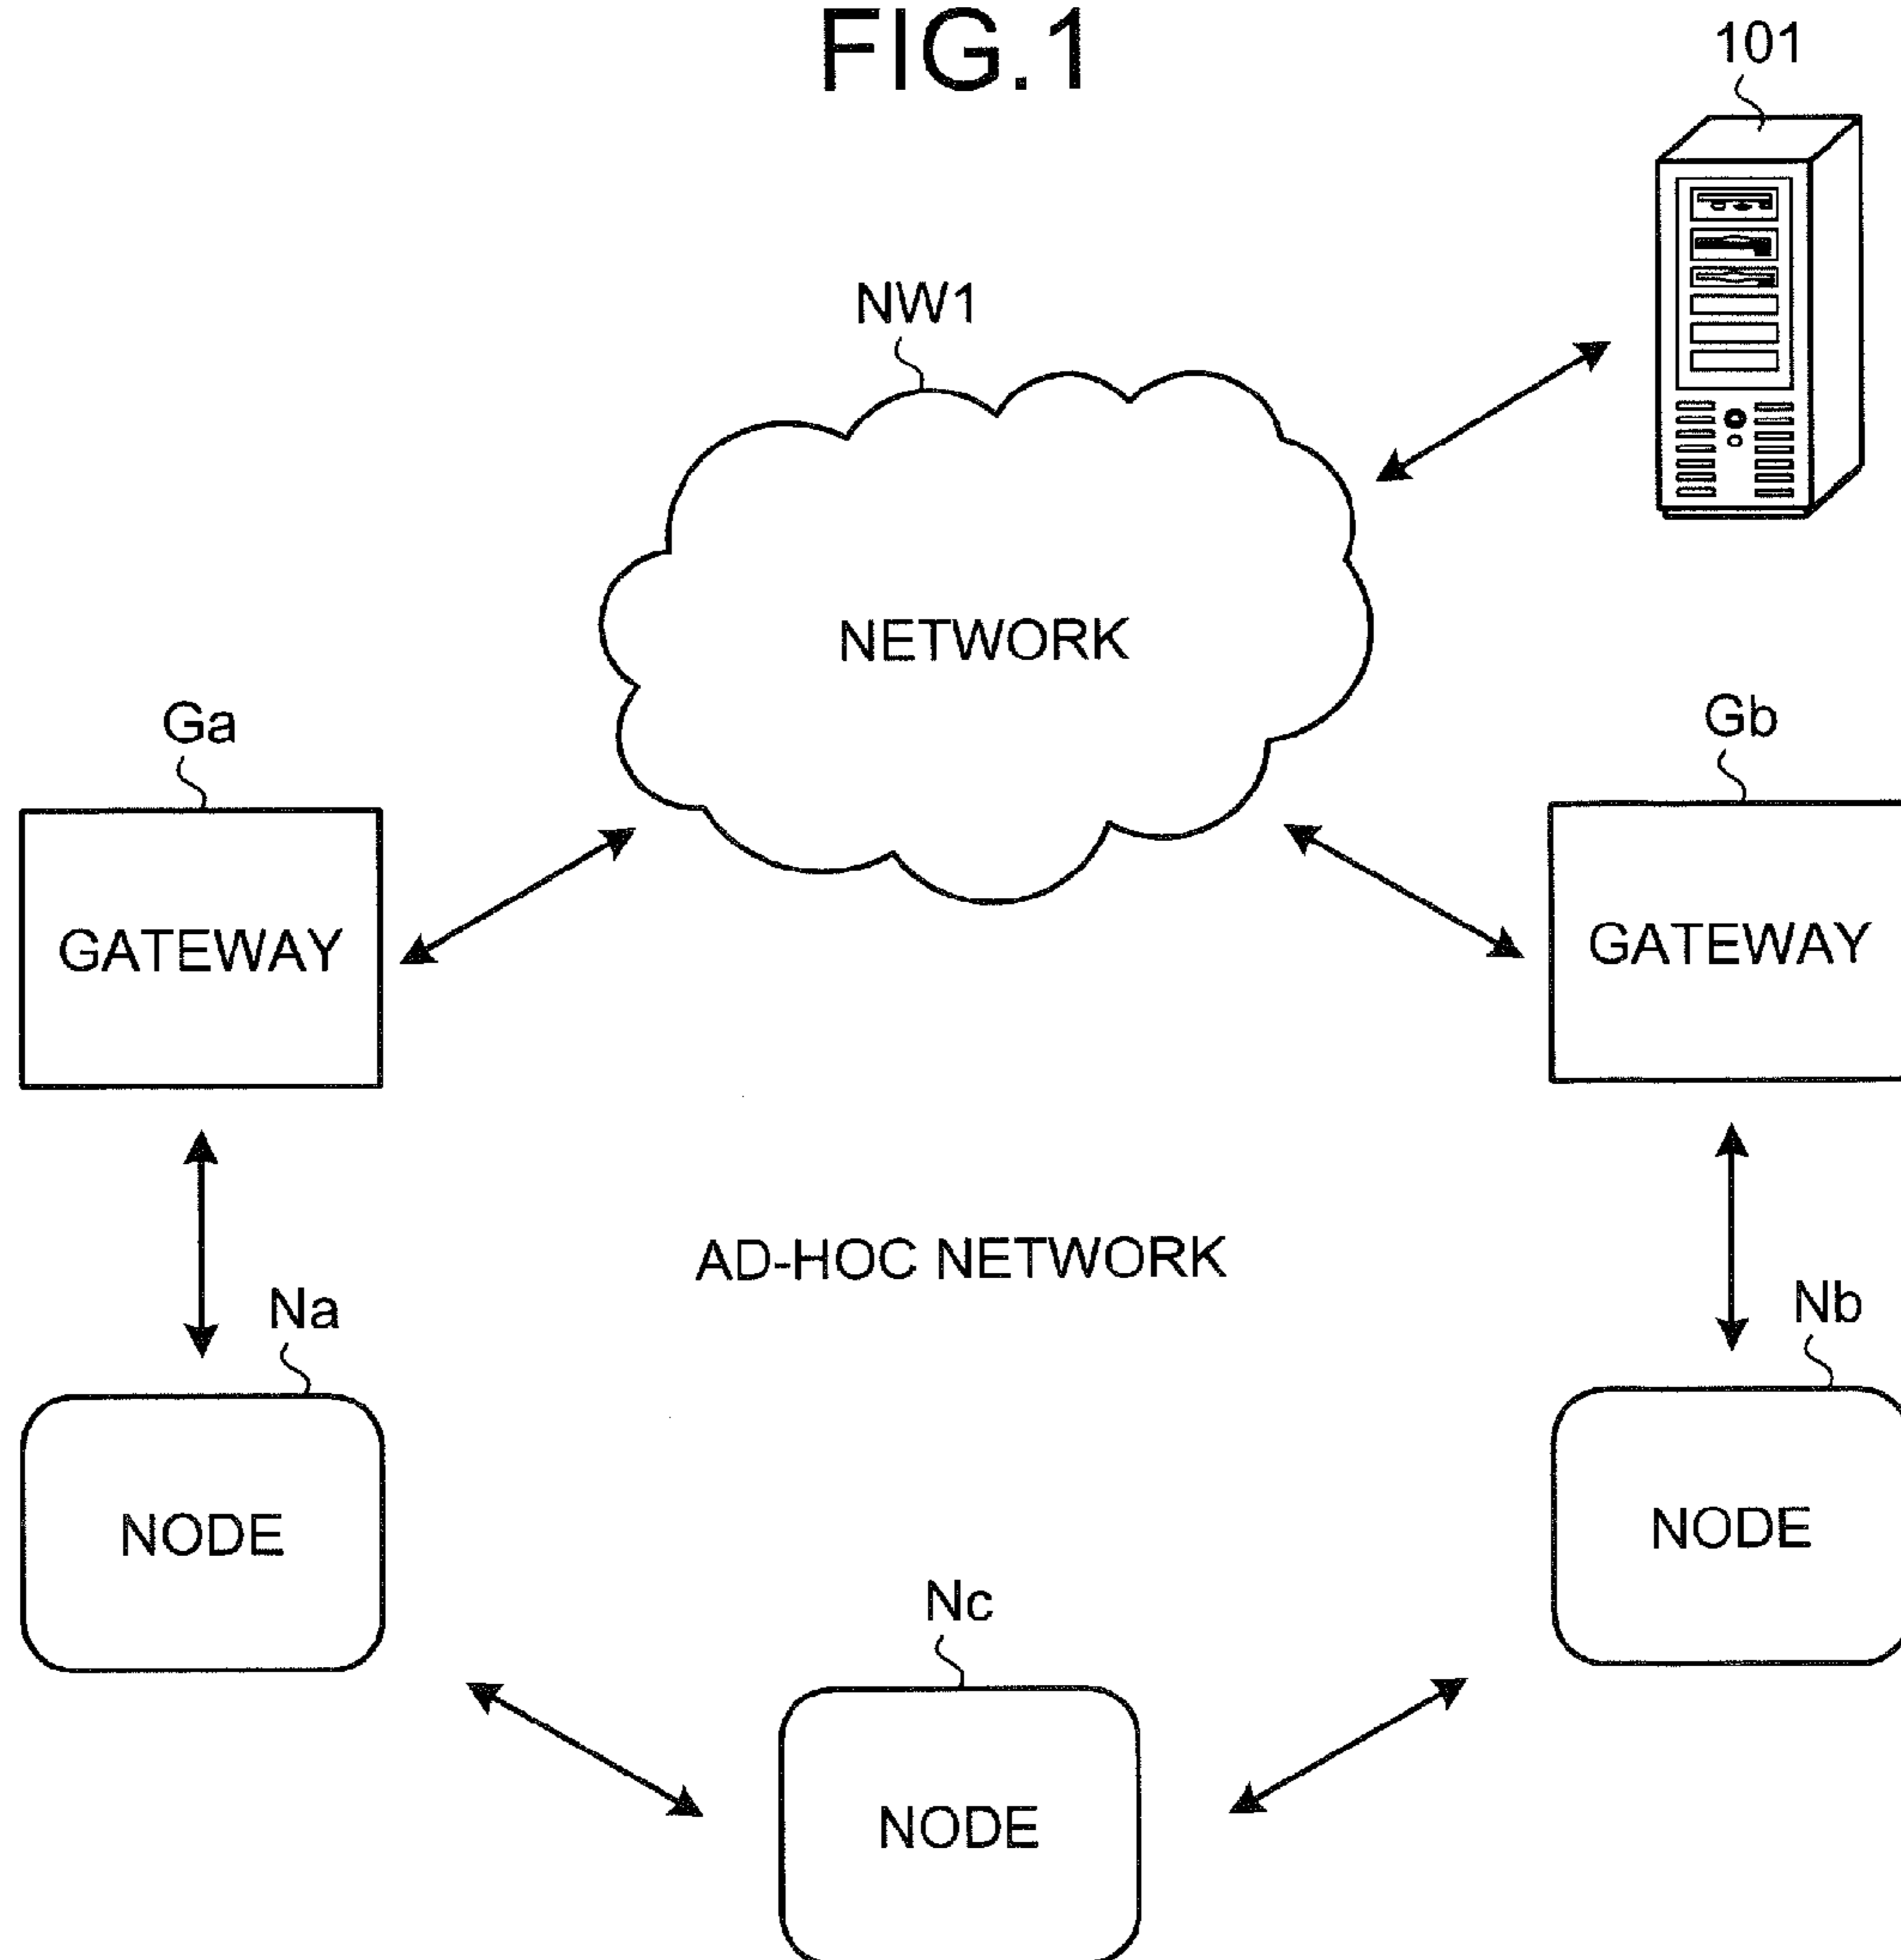 FIG.1
101
NW1
NETWORK
Ga
Gb
GATEWAY
GATEWAY
AD-HOC NETWORK
Na
Nb
NODE
NODE
Nc
NODE